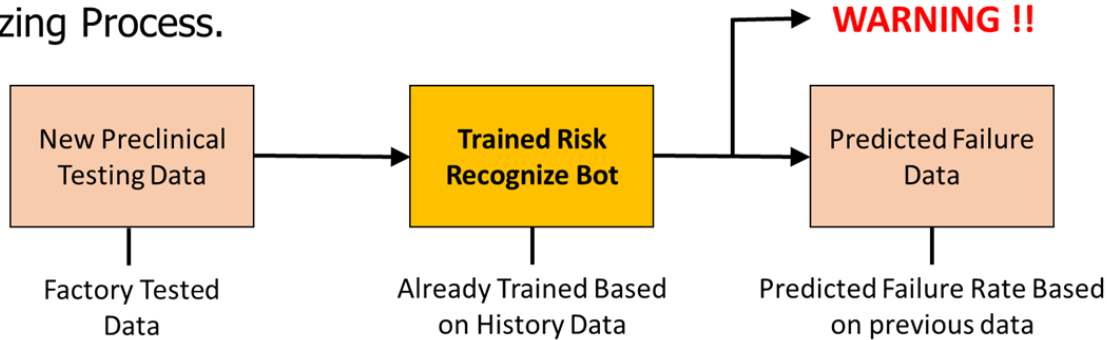 zing Process.
WARNING !!
New Preclinical
Testing Data
Trained Risk
Recognize Bot
Predicted Failure
Data
Factory Tested
Data
Already Trained Based
on History Data
Predicted Failure Rate Based
on previous data